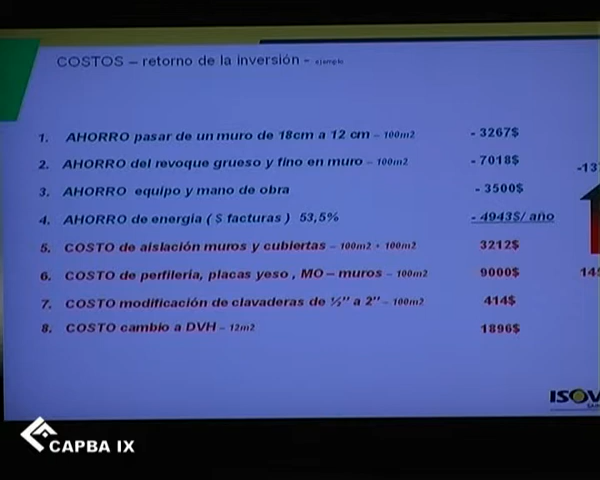 COSTOS – retorno de la inversión – ejemplo
1. AHORRO pasar de un muro de 18cm a 12 cm – 100m2 - 3267$
2. AHORRO del revoque grueso y fino en muro – 100m2 - 7018$
3. AHORRO equipo y mano de obra - 3500$
4. AHORRO de energía ( $ facturas ) 53,5% - 4943$/ año
5. COSTO de aislación muros y cubiertas – 100m2 + 100m2 3212$
6. COSTO de perfilería, placas yeso , MO – muros – 100m2 9000$
7. COSTO modificación de clavaderas de ½" a 2" – 100m2 414$
8. COSTO cambio a DVH – 12m2 1896$
-137
145
ISOV
CAPBA IX